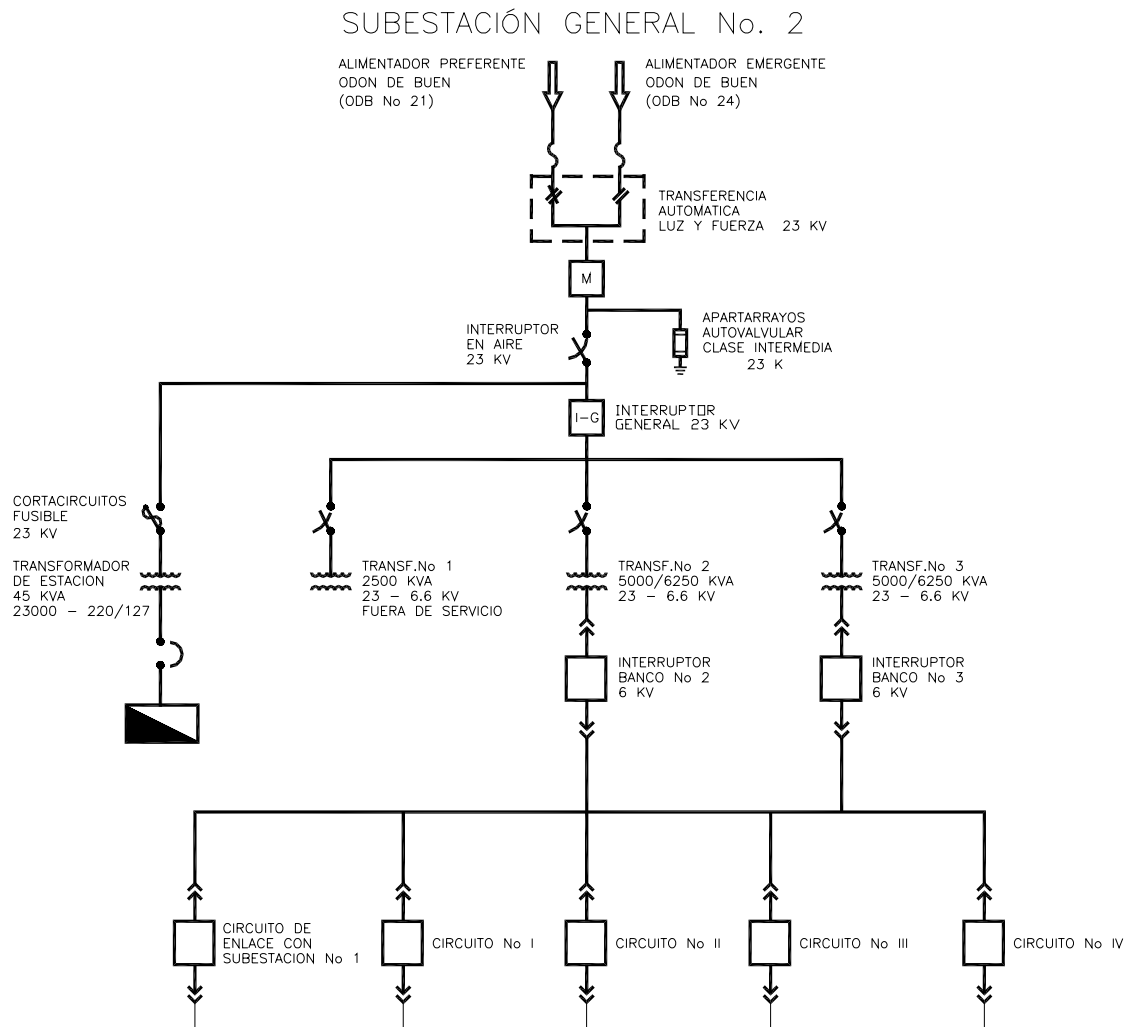 SUBESTACIÓN GENERAL No. 2
ALIMENTADOR PREFERENTE
ODON DE BUEN
(ODB No 21)
ALIMENTADOR EMERGENTE
ODON DE BUEN
(ODB No 24)
TRANSFERENCIA
AUTOMATICA
LUZ Y FUERZA 23 KV
M
INTERRUPTOR
EN AIRE
23 KV
APARTARRAYOS
AUTOVALVULAR
CLASE INTERMEDIA
23 K
I-G
INTERRUPTOR
GENERAL 23 KV
CORTACIRCUITOS
FUSIBLE
23 KV
TRANSFORMADOR
DE ESTACION
45 KVA
23000 - 220/127
TRANSF.No 1
2500 KVA
23 - 6.6 KV
FUERA DE SERVICIO
TRANSF.No 2
5000/6250 KVA
23 - 6.6 KV
TRANSF.No 3
5000/6250 KVA
23 - 6.6 KV
INTERRUPTOR
BANCO No 2
6 KV
INTERRUPTOR
BANCO No 3
6 KV
CIRCUITO DE
ENLACE CON
SUBESTACION No 1
CIRCUITO No I
CIRCUITO No II
CIRCUITO No III
CIRCUITO No IV